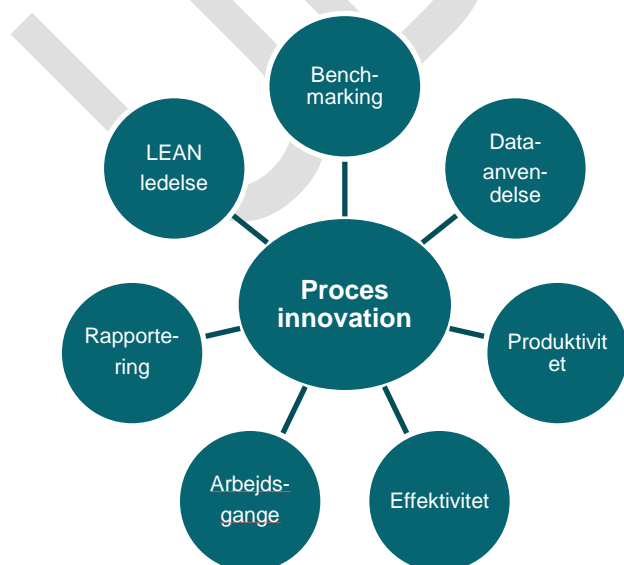 Bench-
marking
Data-
anven-
delse
Produktivit
et
Effektivitet
Arbejds-
gange
Rapporte-
ring
LEAN
ledelse
Proces
innovation